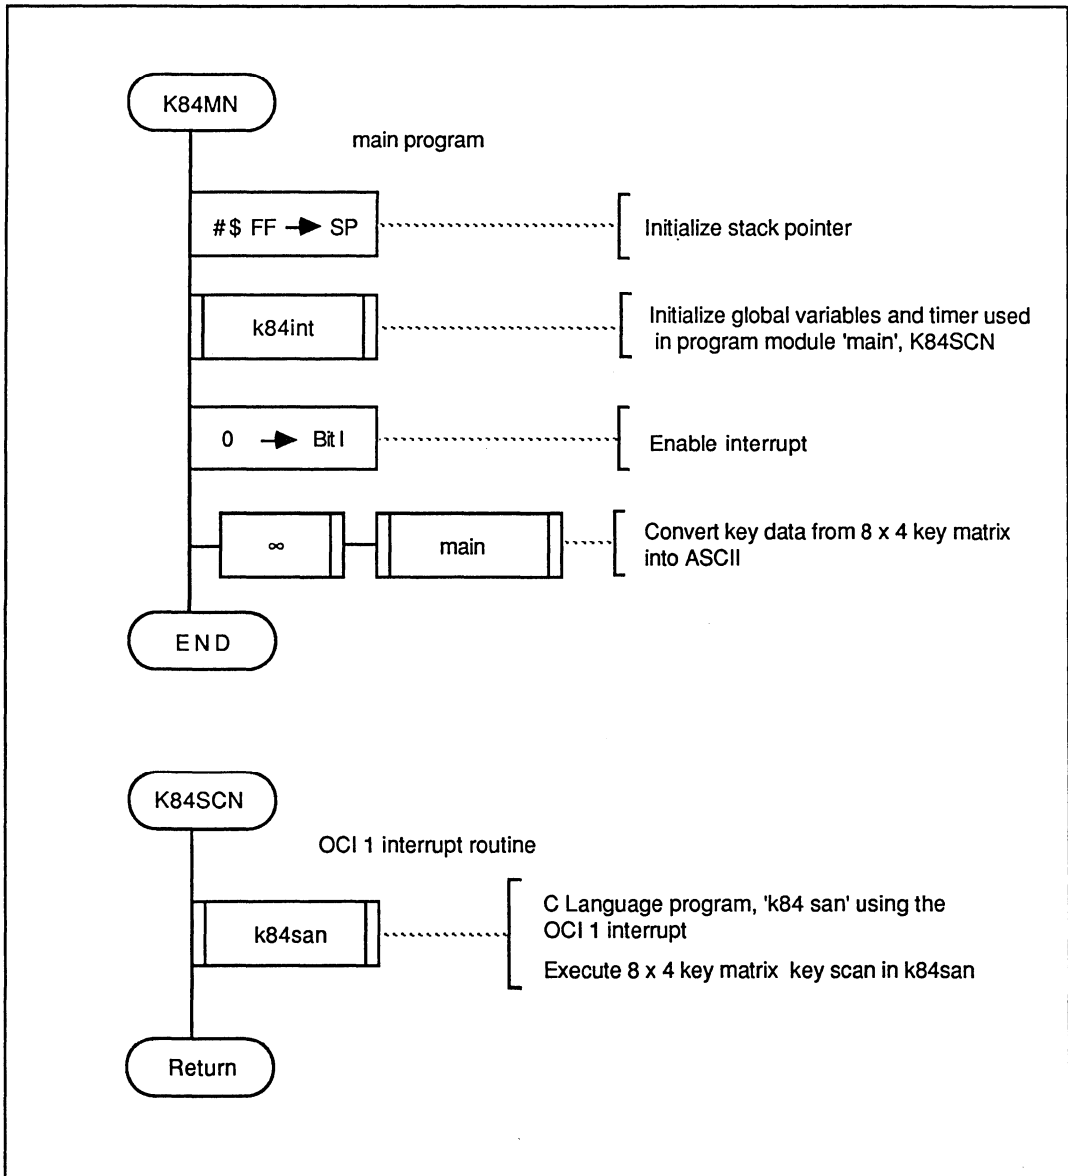 K84MN
main program
#$ FF → SP
Initialize stack pointer
k84int
Initialize global variables and timer used
in program module 'main', K84SCN
0 → Bit I
Enable interrupt
∞
main
Convert key data from 8 x 4 key matrix
into ASCII
END
K84SCN
OCI 1 interrupt routine
k84san
C Language program, 'k84 san' using the
OCI 1 interrupt
Execute 8 x 4 key matrix key scan in k84san
Return